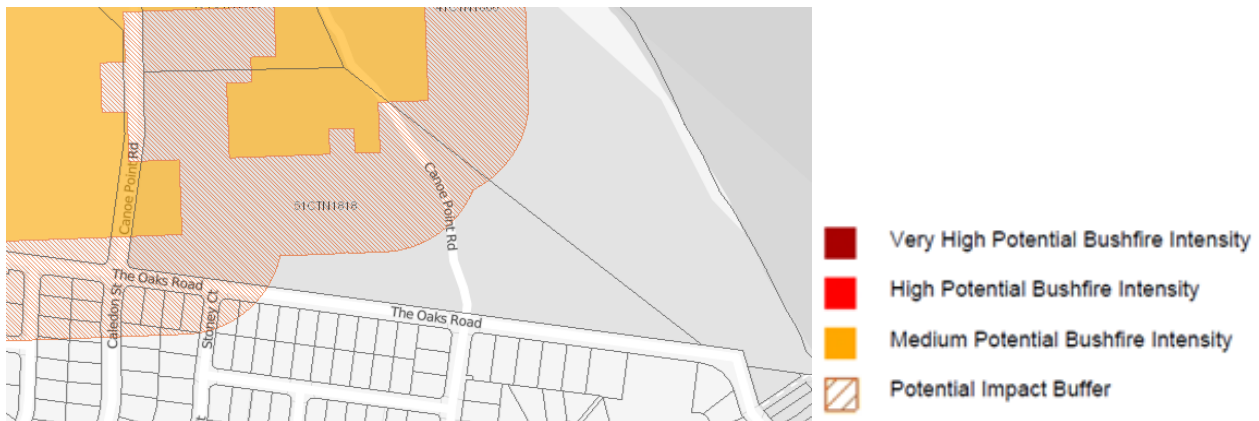 Canoe Point Rd
Canoe Point Rd
51CTN1818
The Oaks Road
Caledon St
Stoney Ct
The Oaks Road
Very High Potential Bushfire Intensity
High Potential Bushfire Intensity
Medium Potential Bushfire Intensity
Potential Impact Buffer